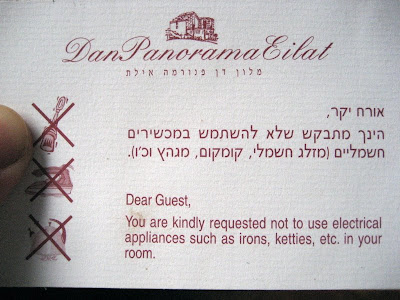 DanPanoramaEilat
מלון דן פנורמה אילת
אורח יקר,
הינך מתבקש שלא להשתמש במכשירים
חשמליים (מזלג חשמלי, קומקום, מגהץ וכ'ו).
Dear Guest,
You are kindly requested not to use electrical
appliances such as irons, ketties, etc. in your
room.